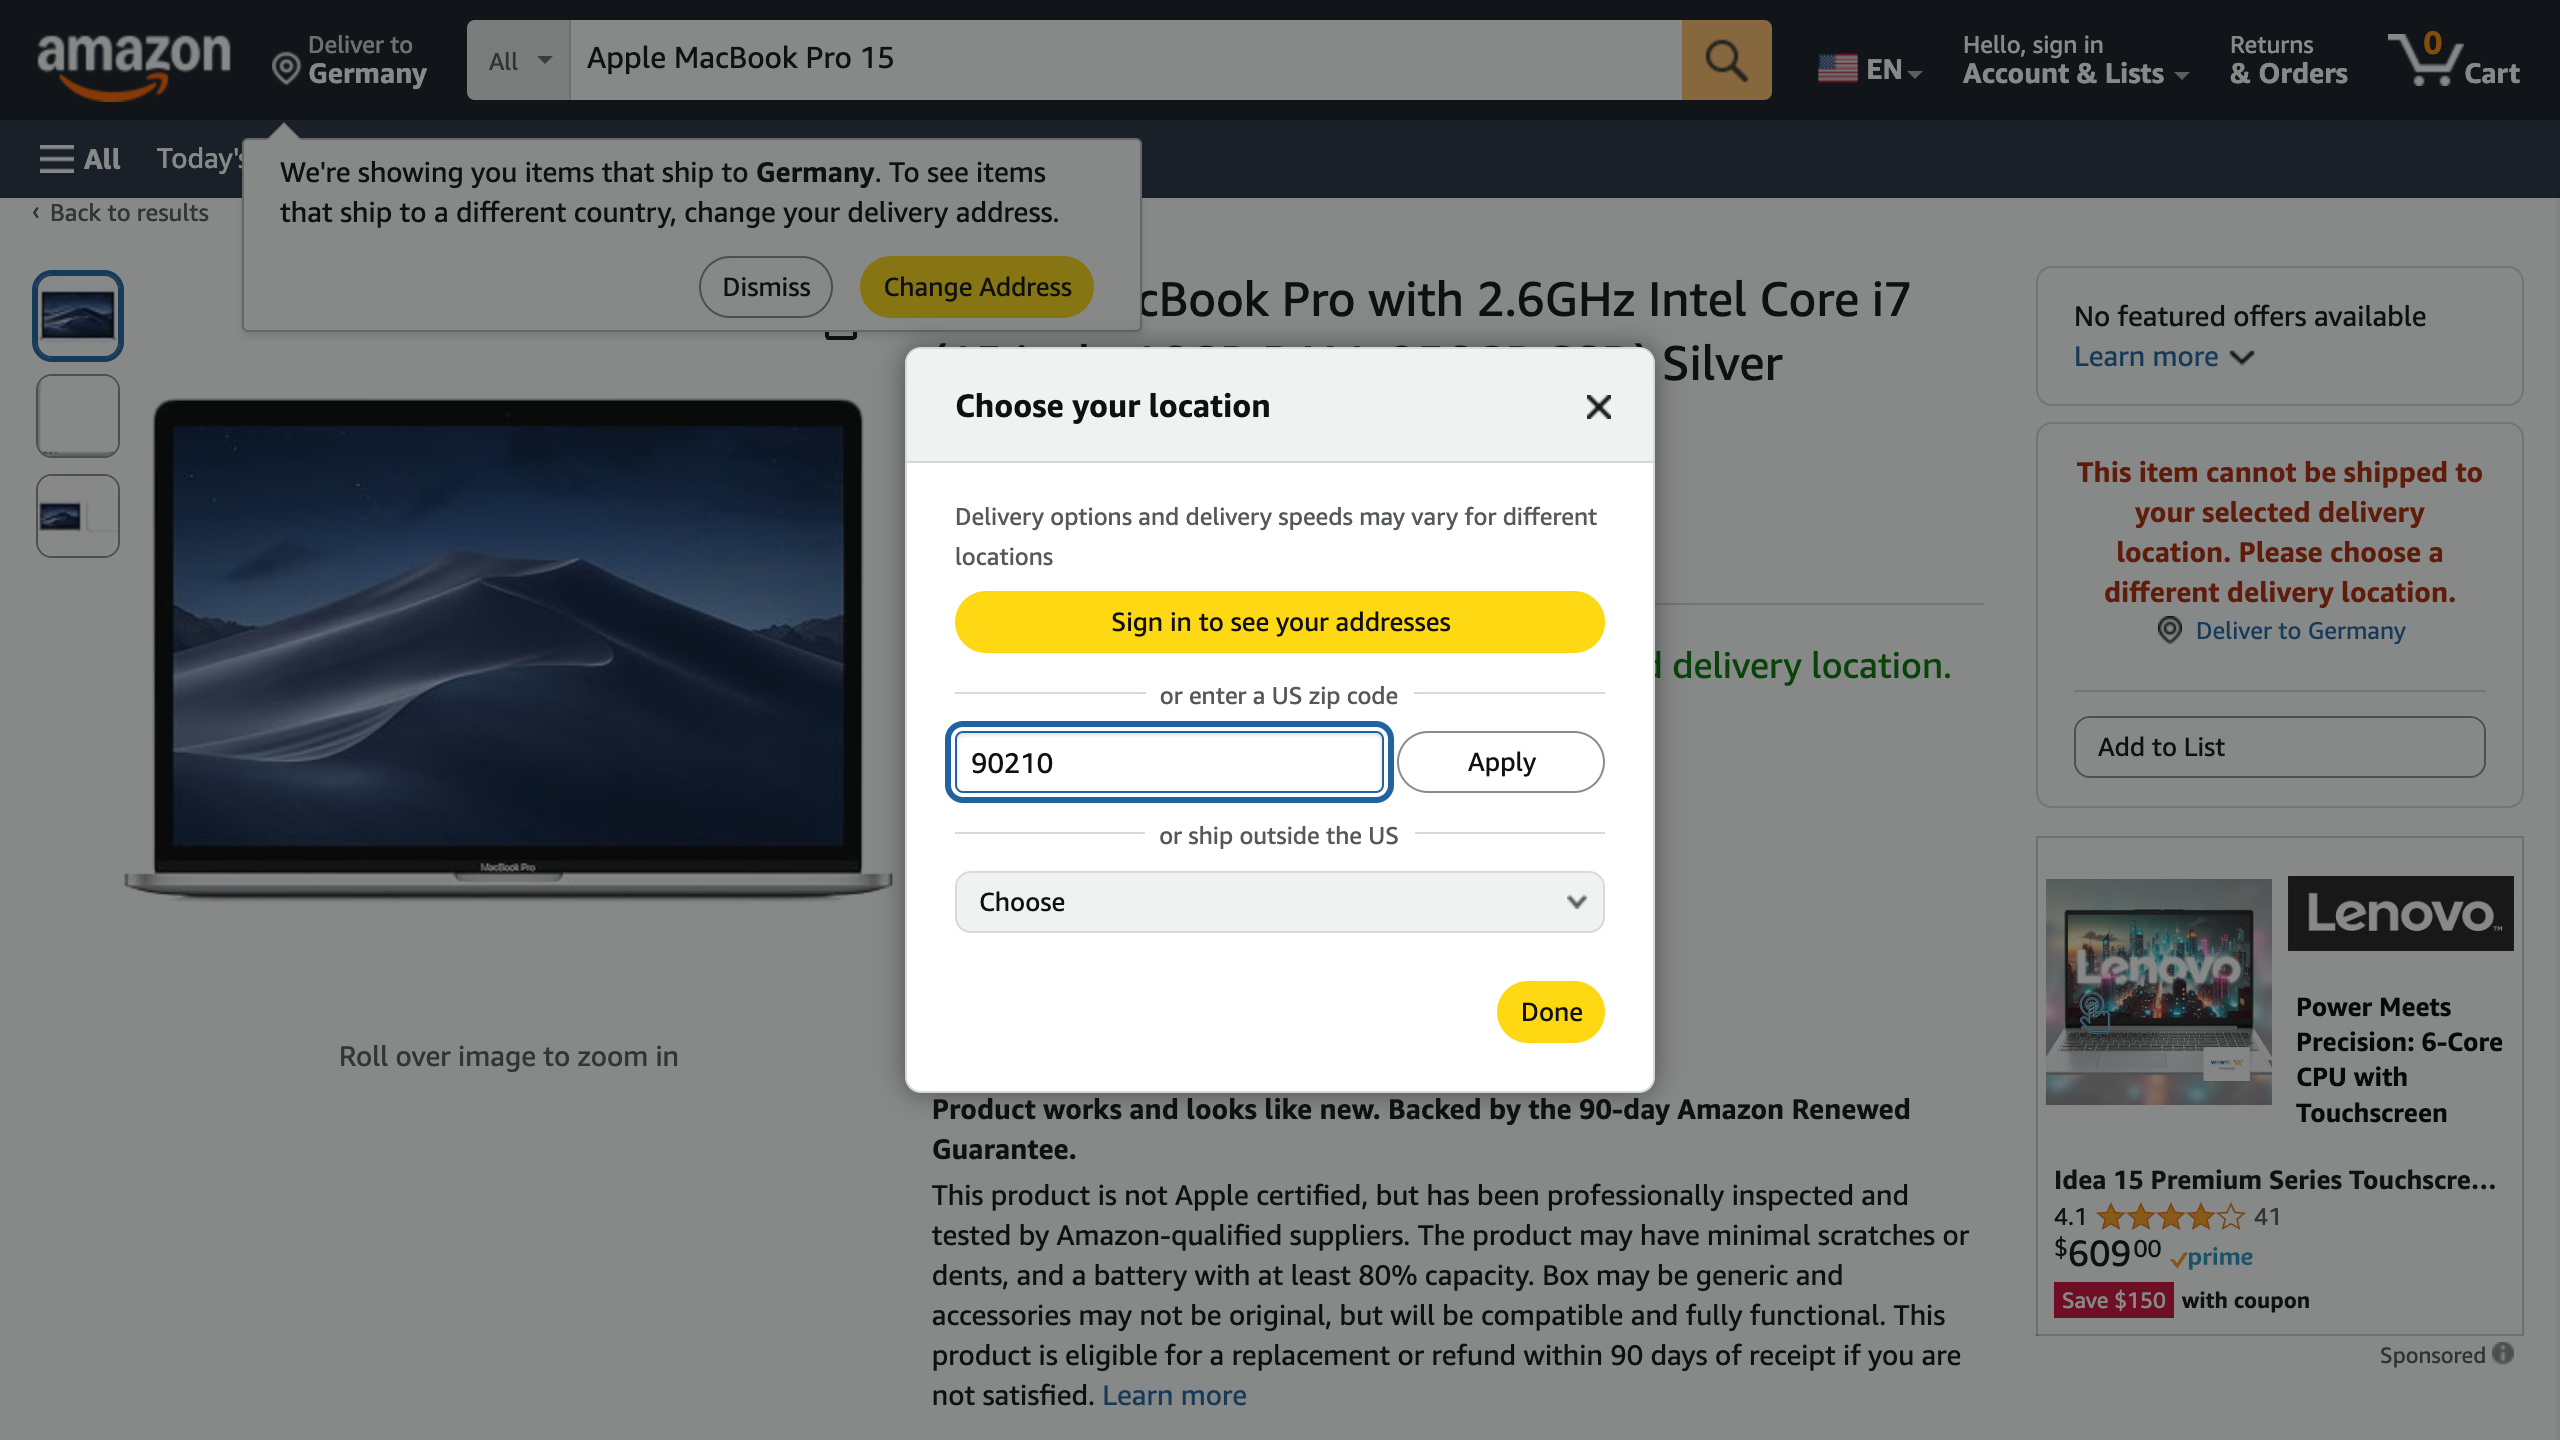 amazon
Deliver to
Germany
All
Apple MacBook Pro 15
EN
Hello, sign in
Account & Lists
Returns
& Orders
0
Cart
All
Today's
We're showing you items that ship to Germany. To see items
that ship to a different country, change your delivery address.
Dismiss
Change Address
‹ Back to results
MacBook Pro
Roll over image to zoom in
cBook Pro with 2.6GHz Intel Core i7
Silver
d delivery location.
Choose your location
Delivery options and delivery speeds may vary for different
locations
Sign in to see your addresses
or enter a US zip code
90210
Apply
or ship outside the US
Choose
Done
Product works and looks like new. Backed by the 90-day Amazon Renewed
Guarantee.
This product is not Apple certified, but has been professionally inspected and
tested by Amazon-qualified suppliers. The product may have minimal scratches or
dents, and a battery with at least 80% capacity. Box may be generic and
accessories may not be original, but will be compatible and fully functional. This
product is eligible for a replacement or refund within 90 days of receipt if you are
not satisfied. Learn more
No featured offers available
Learn more
This item cannot be shipped to
your selected delivery
location. Please choose a
different delivery location.
Deliver to Germany
Add to List
Lenovo
Lenovo™
Power Meets
Precision: 6-Core
CPU with
Touchscreen
Idea 15 Premium Series Touchscre...
4.1
41
$609.00
prime
Save $150 with coupon
Sponsored